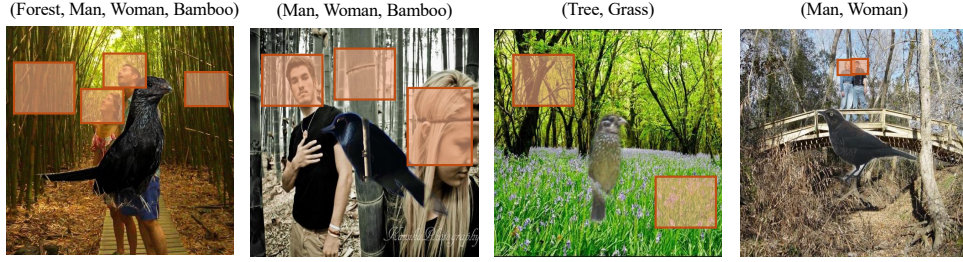 (Forest, Man, Woman, Bamboo)
(Man, Woman, Bamboo)
(Tree, Grass)
(Man, Woman)